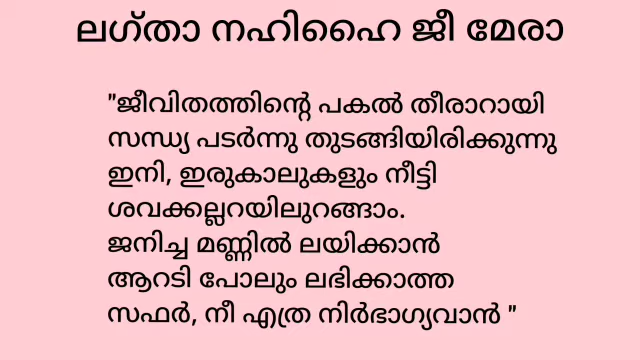 ലഗ്താ നഹിഹൈ ജീ മേരാ
"ജീവിതത്തിന്റെ പകൽ തീരാറായി
സന്ധ്യ പടർന്നു തുടങ്ങിയിരിക്കുന്നു
ഇനി, ഇരുകാലുകളും നീട്ടി
ശവക്കല്ലറയിലുറങ്ങാം.
ജനിച്ച മണ്ണിൽ ലയിക്കാൻ
ആറടി പോലും ലഭിക്കാത്ത
സഫർ, നീ എത്ര നിർഭാഗ്യവാൻ "